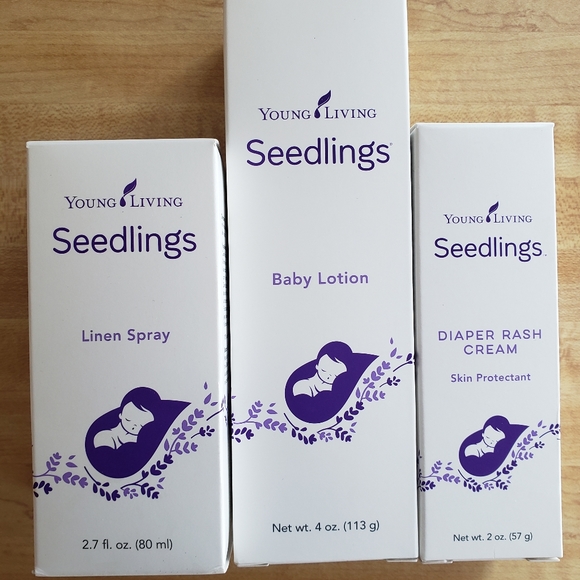 YOUNG LIVING
Seedlings
Linen Spray
2.7 fl. oz. (80 ml)
YOUNG LIVING
Seedlings
Baby Lotion
Net wt. 4 oz. (113 g)
YOUNG LIVING
Seedlings
DIAPER RASH
CREAM
Skin Protectant
Net wt. 2 oz. (57 g)